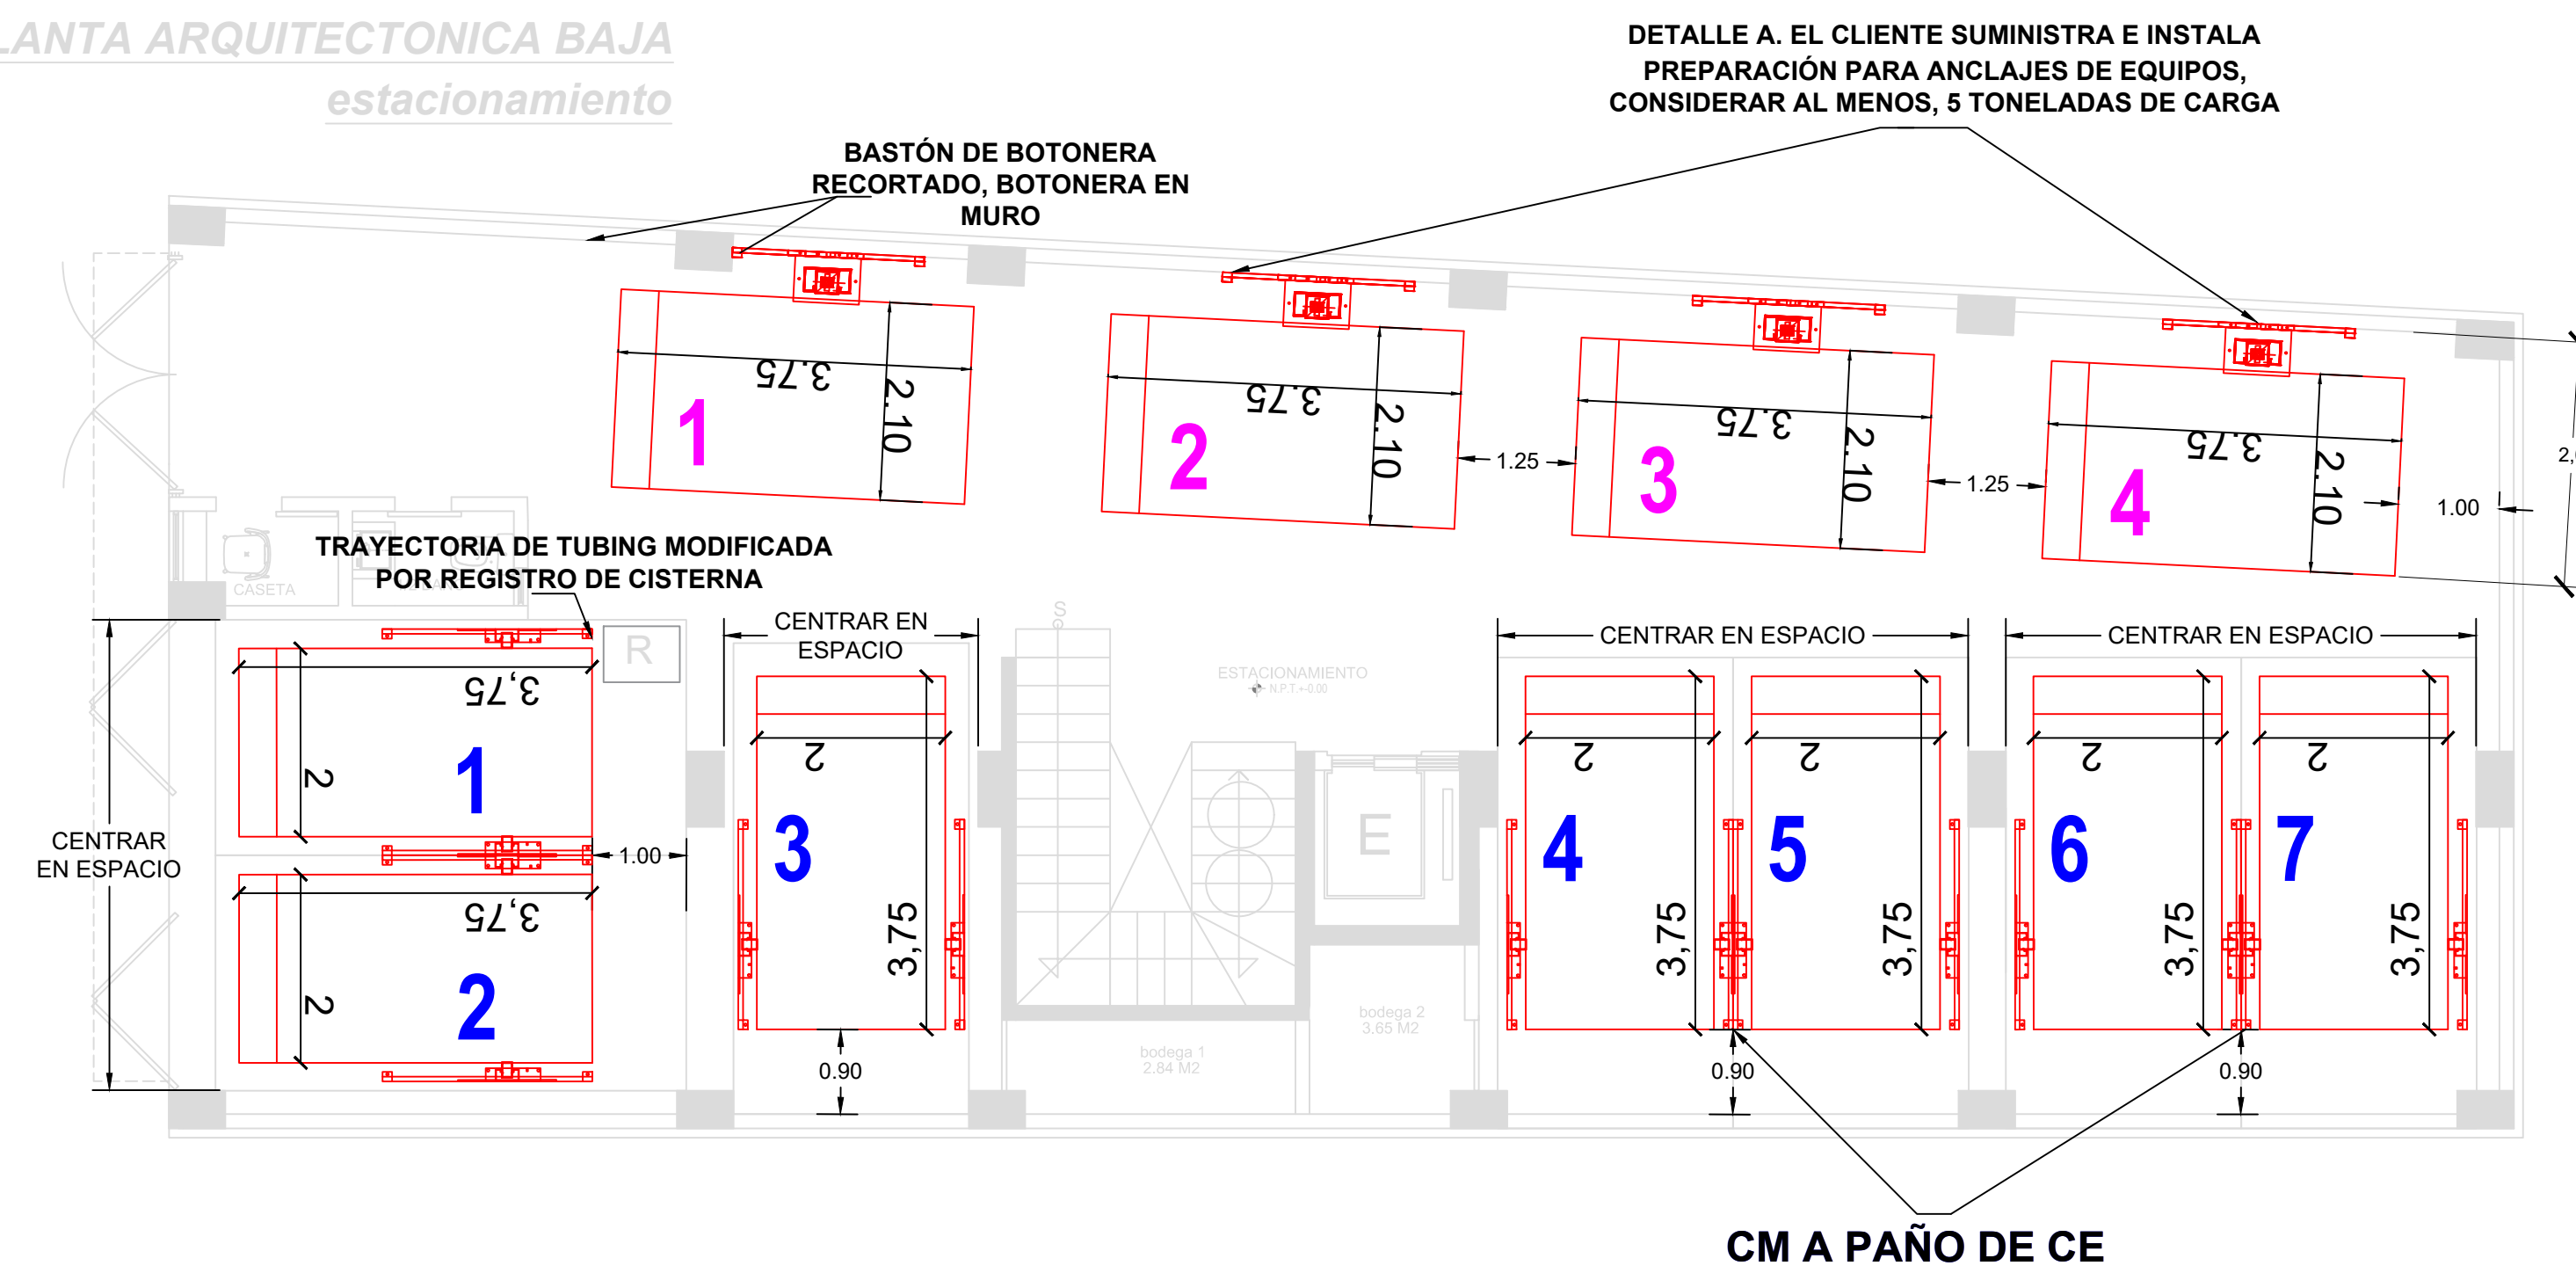 LANTA ARQUITECTONICA BAJA
estacionamiento
DETALLE A. EL CLIENTE SUMINISTRA E INSTALA
PREPARACIÓN PARA ANCLAJES DE EQUIPOS,
CONSIDERAR AL MENOS, 5 TONELADAS DE CARGA
BASTÓN DE BOTONERA
RECORTADO, BOTONERA EN
MURO
3.75
2.10
1
3.75
2.10
2
1.25
3.75
2.10
3
1.25
3.75
2.10
4
1.00
TRAYECTORIA DE TUBING MODIFICADA
POR REGISTRO DE CISTERNA
CASETA
R
CENTRAR EN
ESPACIO
S
CENTRAR EN ESPACIO
CENTRAR EN ESPACIO
ESTACIONAMIENTO
N.P.T.+-0.00
3,75
2
1
CENTRAR
EN ESPACIO
1.00
3,75
2
2
2
3
3,75
0.90
E
bodega 1
2.84 M2
bodega 2
3.65 M2
2
4
3,75
2
5
3,75
0.90
2
6
3,75
2
7
3,75
0.90
CM A PAÑO DE CE